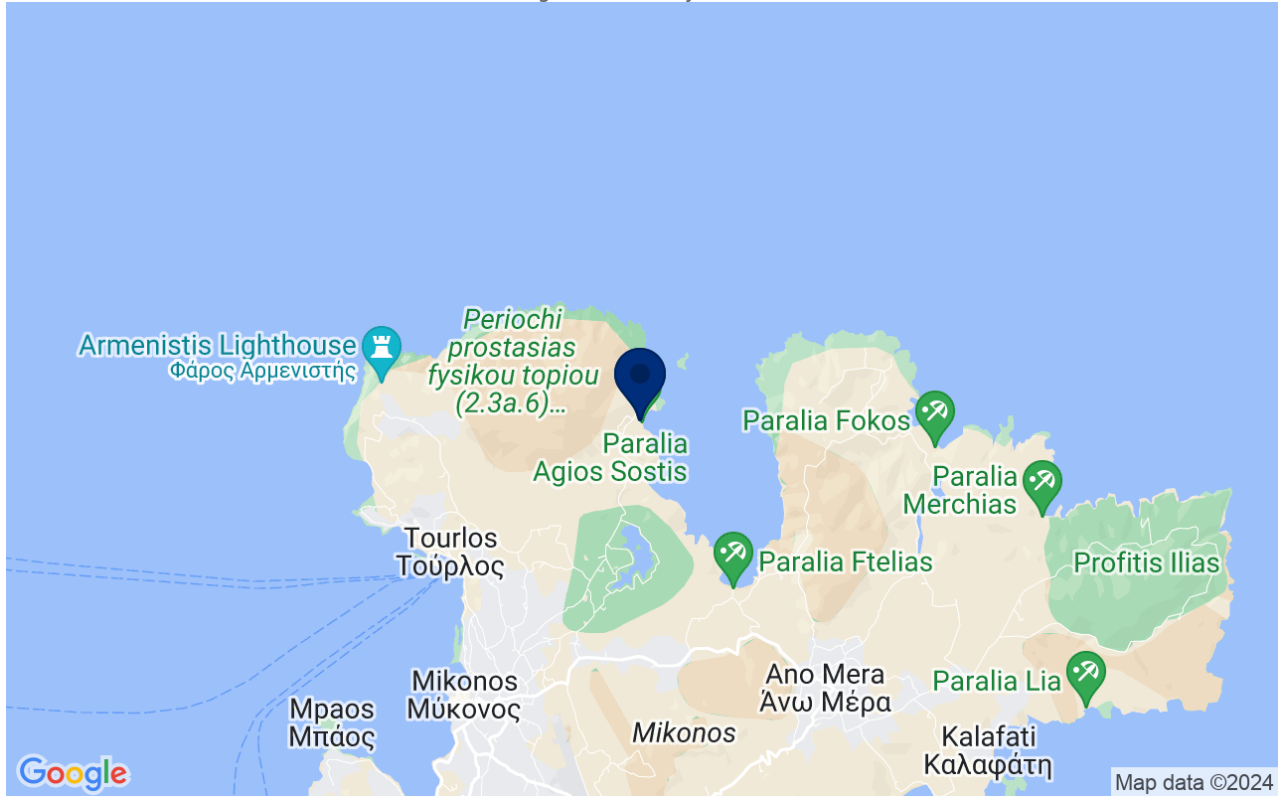 Periochi
prostasias
fysikou topiou
(2.3a.6)...
Armenistis Lighthouse
Φάρος Αρμενιστής
Paralia
Agios Sostis
Paralia Fokos
Paralia
Merchias
Tourlos
Τούρλος
Paralia Ftelias
Profitis Ilias
Mikonos
Μύκονος
Ano Mera
Άνω Μέρα
Paralia Lia
Mpaos
Μπάος
Mikonos
Kalafati
Καλαφάτη
Google
Map data ©2024